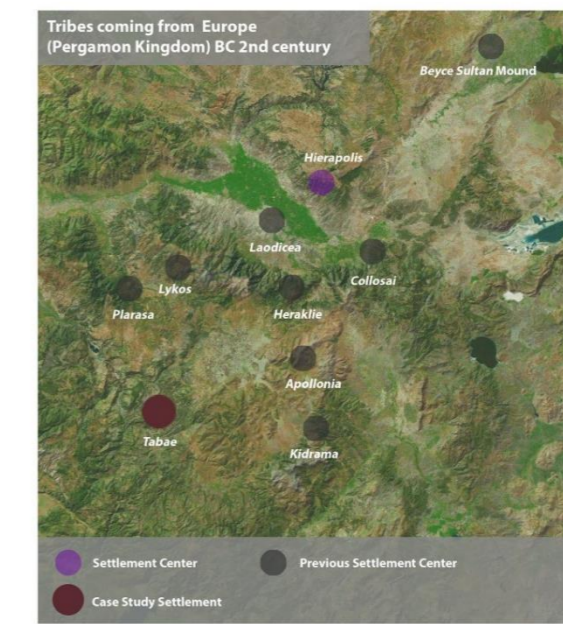 Tribes coming from Europe
(Pergamon Kingdom) BC 2nd century
Beyce Sultan Mound
Hierapolis
Laodicea
Collosai
Lykos
Plarasa
Heraklie
Apollonia
Tabae
Kidrama
Settlement Center
Previous Settlement Center
Case Study Settlement